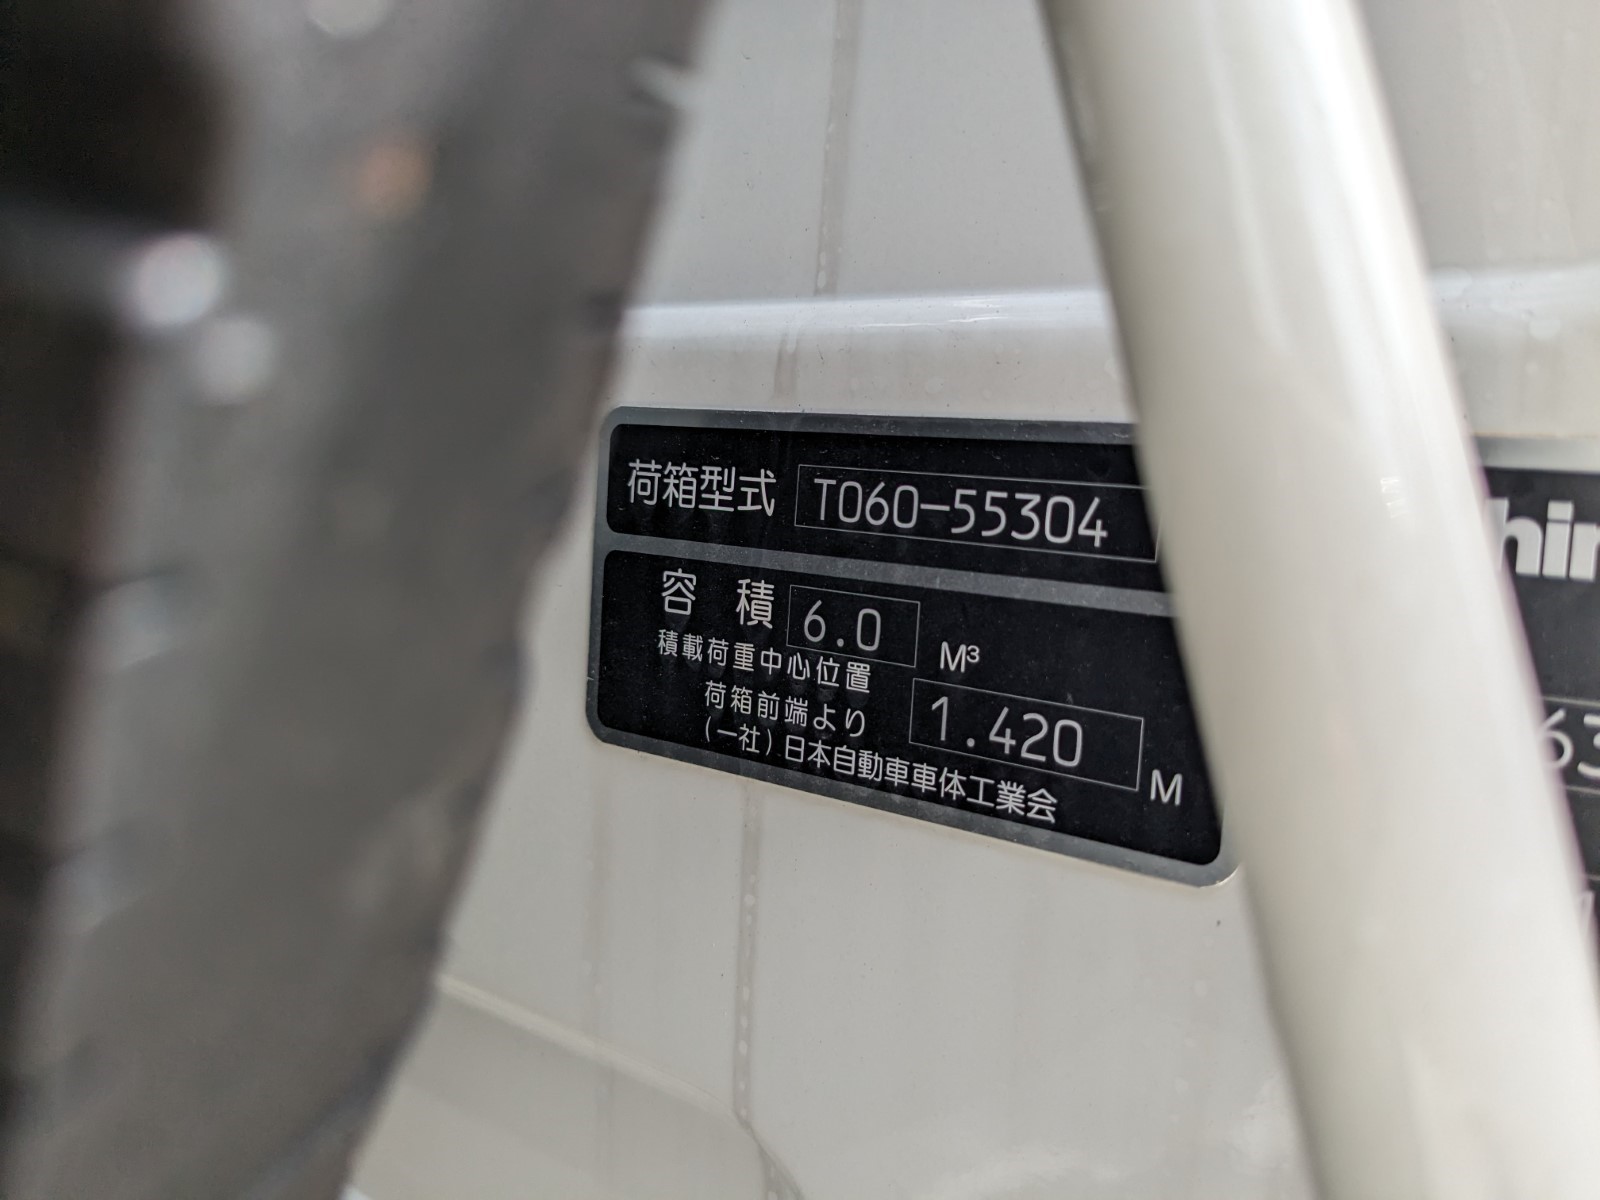 荷箱型式 T060-55304
容積 6.0 M³
積載荷重中心位置
荷箱前端より 1.420 M
(一社)日本自動車車体工業会
hin
63